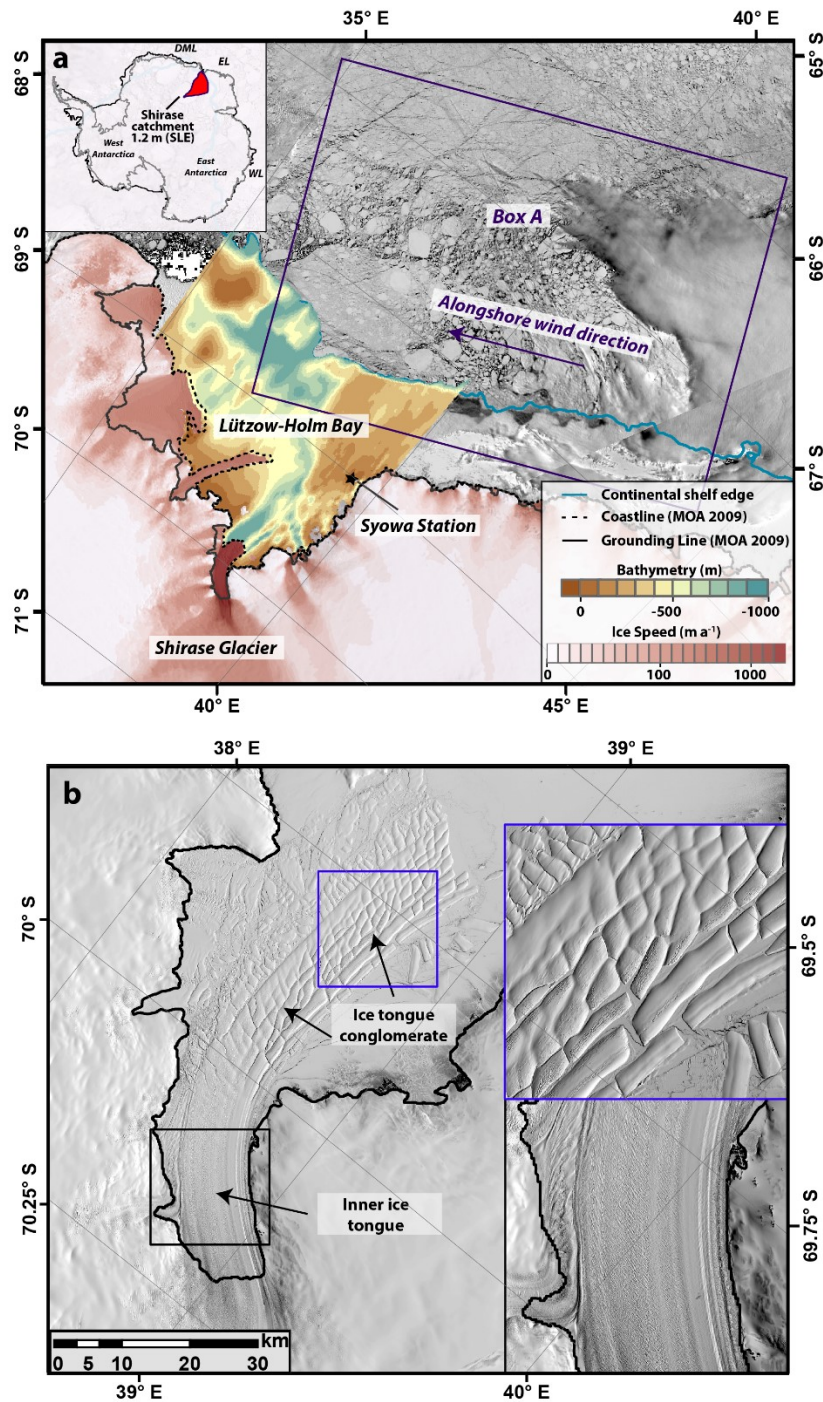 35° E
40° E
a
DML
EL
Shirase
catchment
1.2 m (SLE)
West
Antarctica
East
Antarctica
WL
68° S
65° S
69° S
66° S
70° S
67° S
71° S
Box A
Alongshore wind direction
Lützow-Holm Bay
Syowa Station
Shirase Glacier
Continental shelf edge
Coastline (MOA 2009)
Grounding Line (MOA 2009)
Bathymetry (m)
0 -500 -1000
Ice Speed (m a⁻¹)
0 100 1000
40° E
45° E
38° E
39° E
b
70° S
69.5° S
Ice tongue
conglomerate
70.25° S
69.75° S
Inner ice
tongue
km
0 5 10 20 30
39° E
40° E